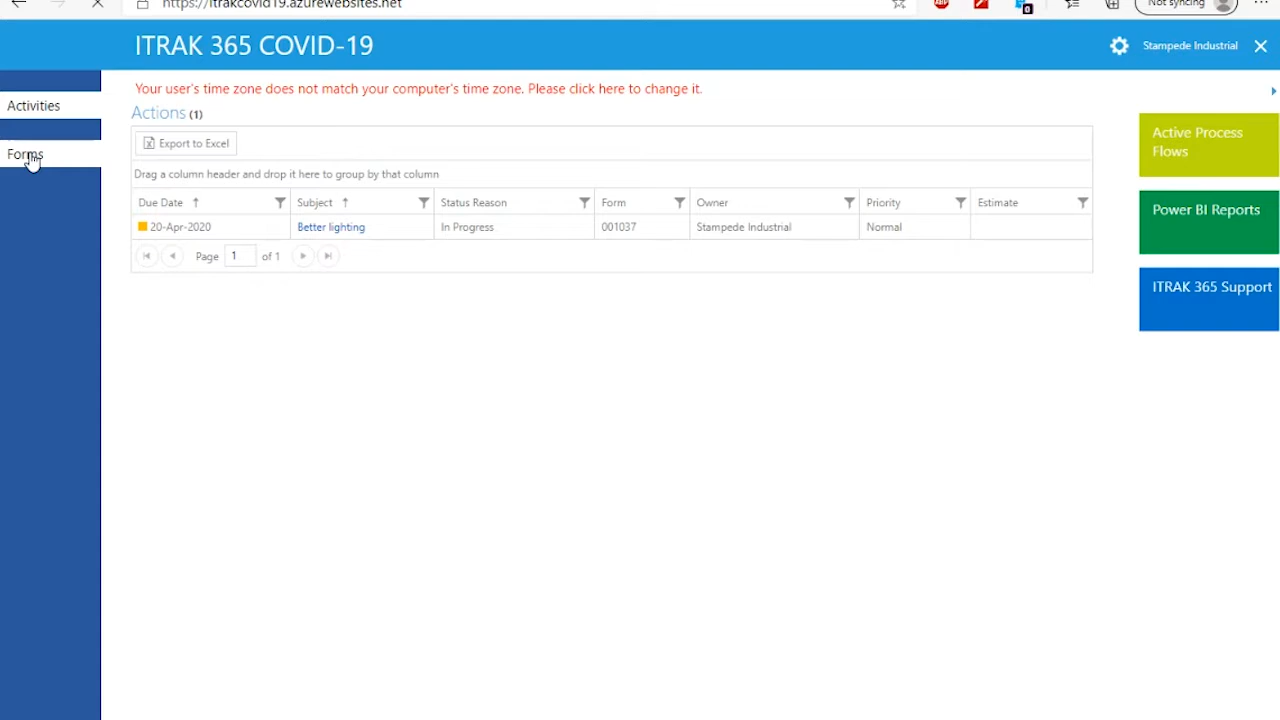 https://itrakcovid19.azurewebsites.net
Not syncing
0
ITRAK 365 COVID-19
Stampede Industrial
Activities
Forms
Your user's time zone does not match your computer's time zone. Please click here to change it.
Actions (1)
Export to Excel
Drag a column header and drop it here to group by that column
Due Date Subject Status Reason Form Owner Priority Estimate
20-Apr-2020 Better lighting In Progress 001037 Stampede Industrial Normal
Page 1 of 1
Active Process
Flows
Power BI Reports
ITRAK 365 Support